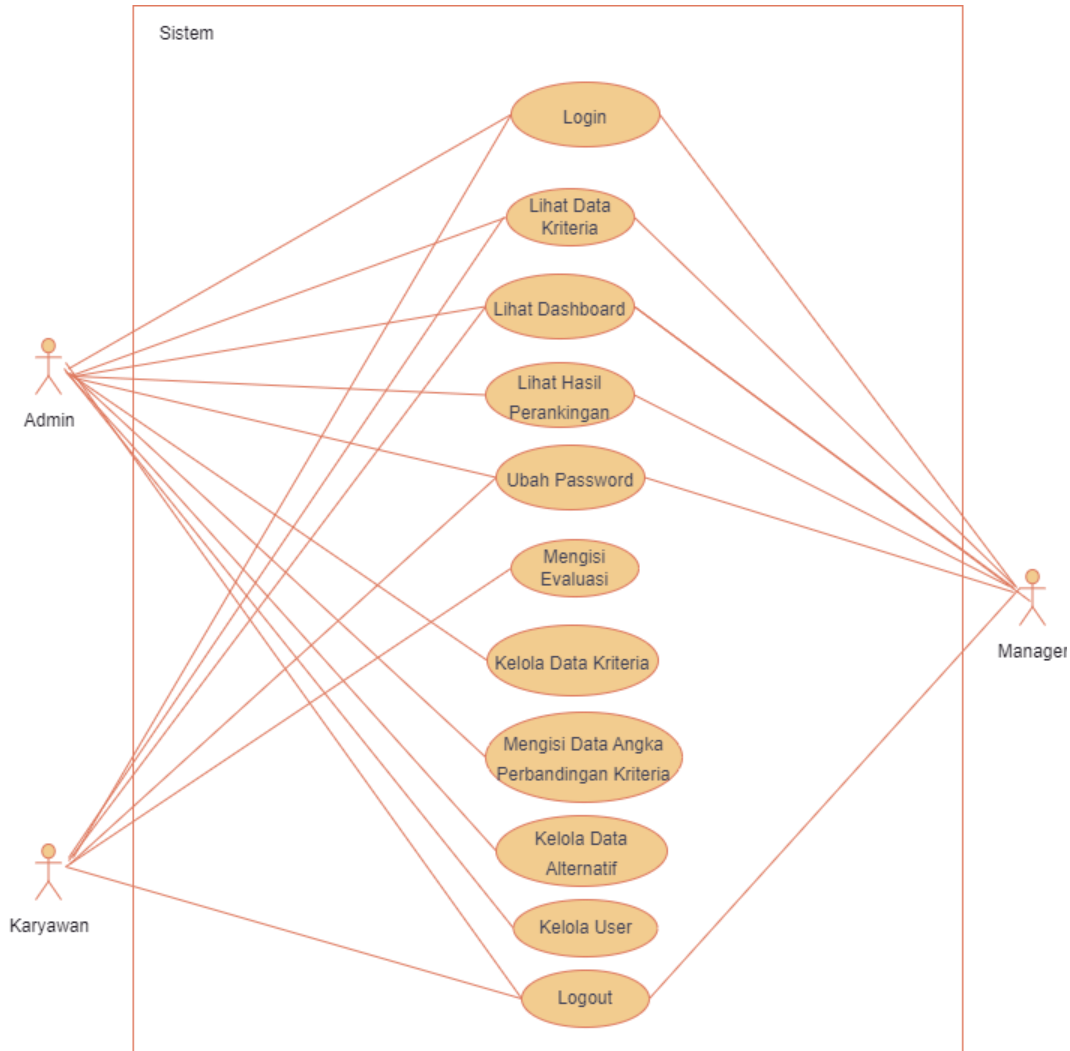 Sistem
Login
Lihat Data
Kriteria
Lihat Dashboard
Lihat Hasil
Perankingan
Admin
Ubah Password
Mengisi
Evaluasi
Manager
Kelola Data Kriteria
Mengisi Data Angka
Perbandingan Kriteria
Kelola Data
Alternatif
Karyawan
Kelola User
Logout